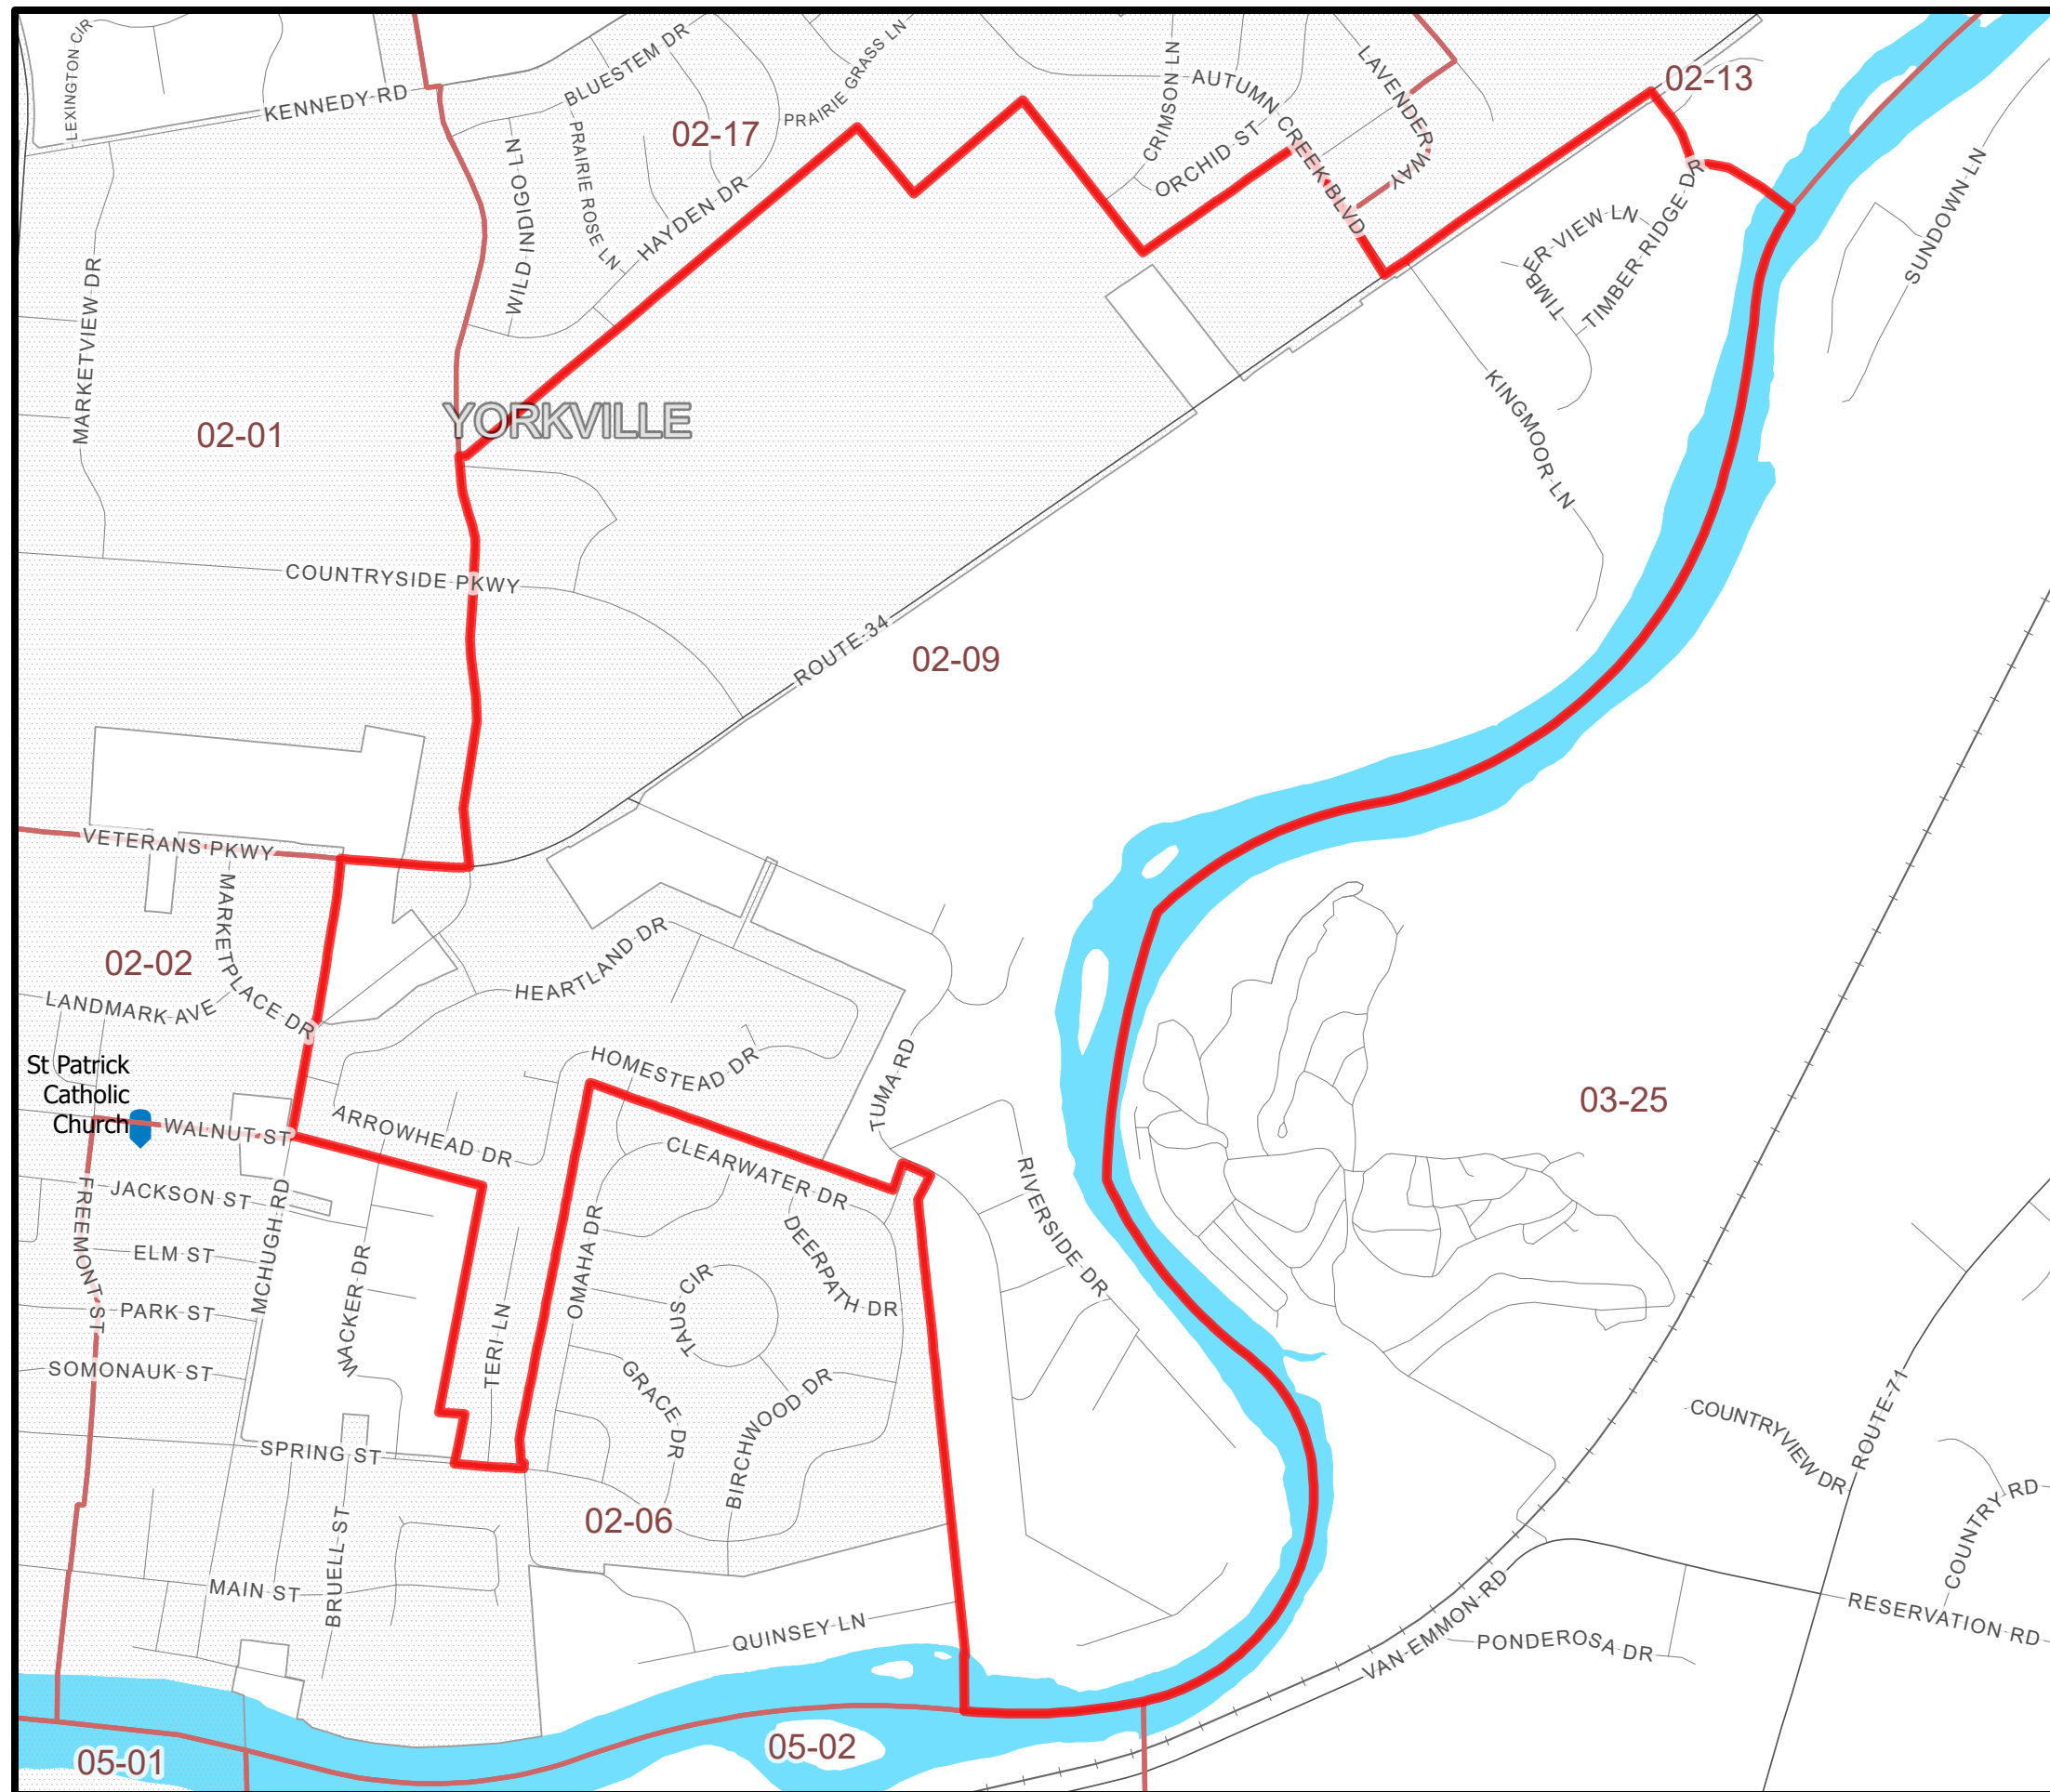 LEXINGTON CIR
KENNEDY-RD
BLUESTEM DR
PRAIRIE GRASS LN
CRIMSON LN
LAVENDER WAY
AUTUMN CREEK BLVD
02-13
02-17
ORCHID ST
WILD INDIGO LN
PRAIRIE ROSE LN
HAYDEN DR
TIMBER-VIEW-LN
TIMBER-RIDGE-DR
SUNDOWN-LN
MARKETVIEW-DR
YORKVILLE
02-01
KINGMOOR-LN
COUNTRYSIDE-PKWY
ROUTE-34
02-09
VETERANS PKWY
MARKETPLACE DR
02-02
LANDMARK-AVE
HEARTLAND-DR
HOMESTEAD-DR
TUMA-RD
St Patrick
Catholic
Church
WALNUT ST
ARROWHEAD DR
CLEARWATER DR
03-25
JACKSON ST
FREEMONT ST
MCHUGH-RD
ELM ST
WACKER-DR
PARK ST
SOMONAUK-ST
TERI-LN
OMAHA-DR
TAUS CIR
DEERPATH-DR
RIVERSIDE-DR
GRACE-DR
BIRCHWOOD-DR
SPRING ST
02-06
BRUELL-ST
MAIN-ST
QUINSEY-LN
COUNTRYVIEW-DR
ROUTE-71
COUNTRY-RD
RESERVATION-RD
VAN-EMMON-RD
PONDEROSA DR
05-01
05-02